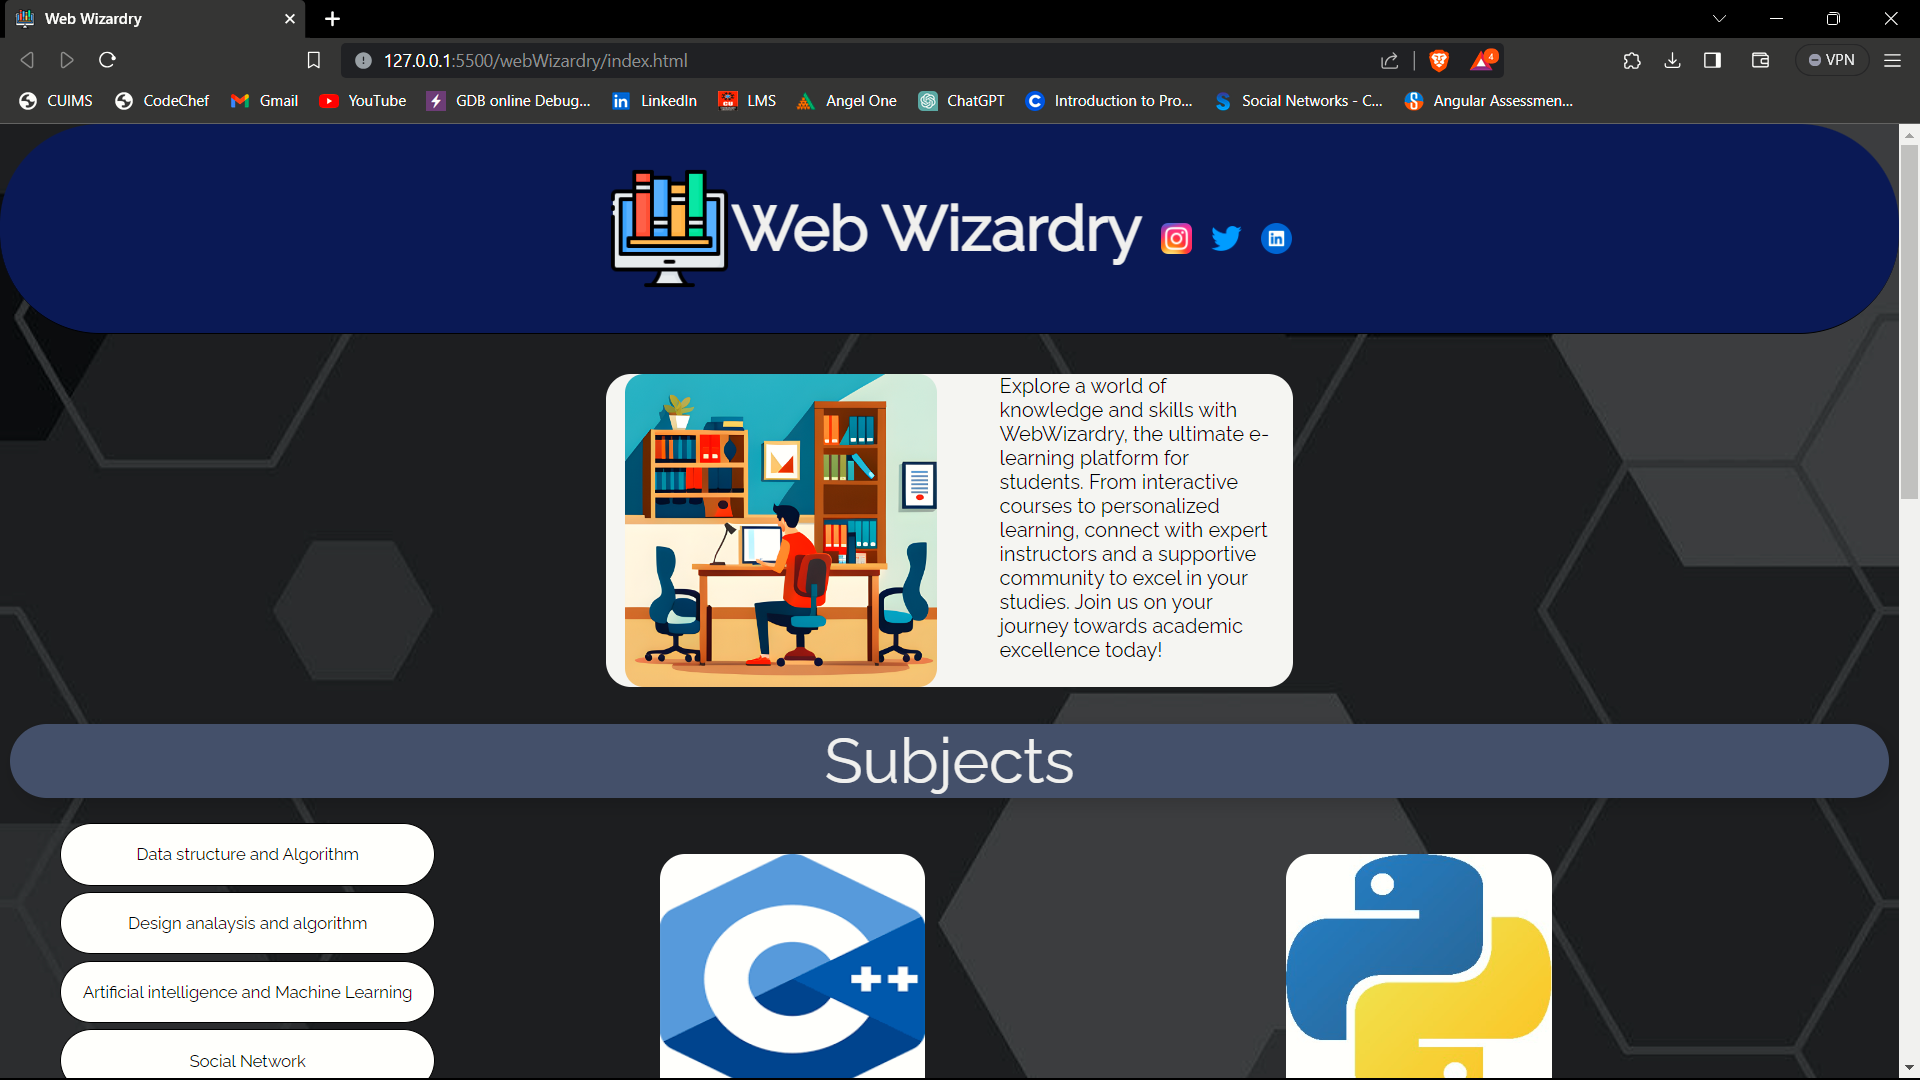 Web Wizardry
127.0.0.1:5500/webWizardry/index.html
4
VPN
CUIMS
CodeChef
Gmail
YouTube
GDB online Debug...
LinkedIn
LMS
Angel One
ChatGPT
Introduction to Pro...
Social Networks - C...
Angular Assessmen...
Web Wizardry
Explore a world of
knowledge and skills with
WebWizardry, the ultimate e-
learning platform for
students. From interactive
courses to personalized
learning, connect with expert
instructors and a supportive
community to excel in your
studies. Join us on your
journey towards academic
excellence today!
Subjects
Data structure and Algorithm
Design analaysis and algorithm
Artificial intelligence and Machine Learning
Social Network
C++